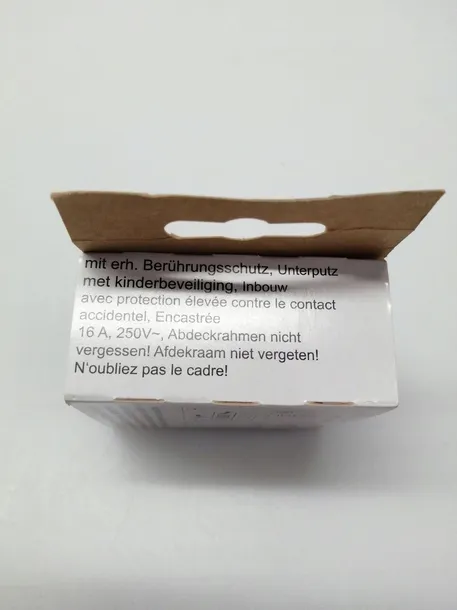 mit erh. Berührungsschutz, Unterputz
met kinderbeveiliging, Inbouw
avec protection élevée contre le contact
accidentel, Encastrée
16 A, 250V~, Abdeckrahmen nicht
vergessen! Afdekraam niet vergeten!
N'oubliez pas le cadre!